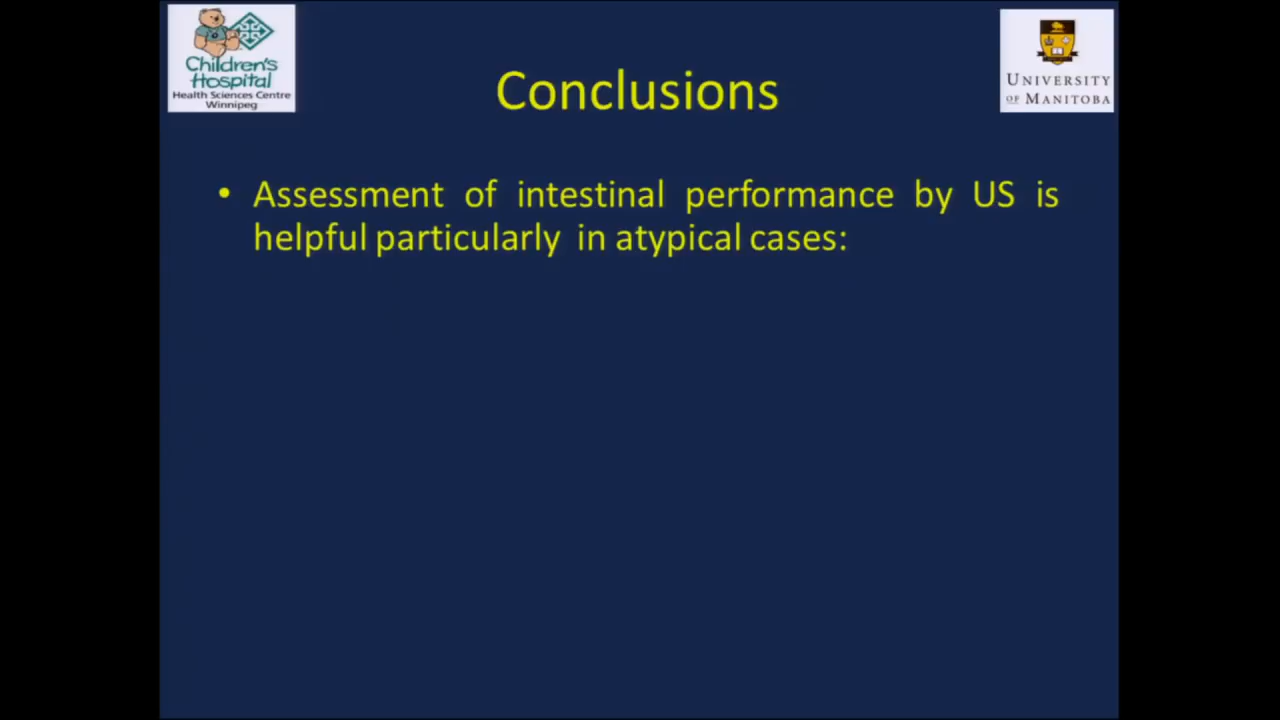 Children's
Hospital
Health Sciences Centre
Winnipeg
UNIVERSITY
OF MANITOBA
Conclusions
• Assessment of intestinal performance by US is
helpful particularly in atypical cases: